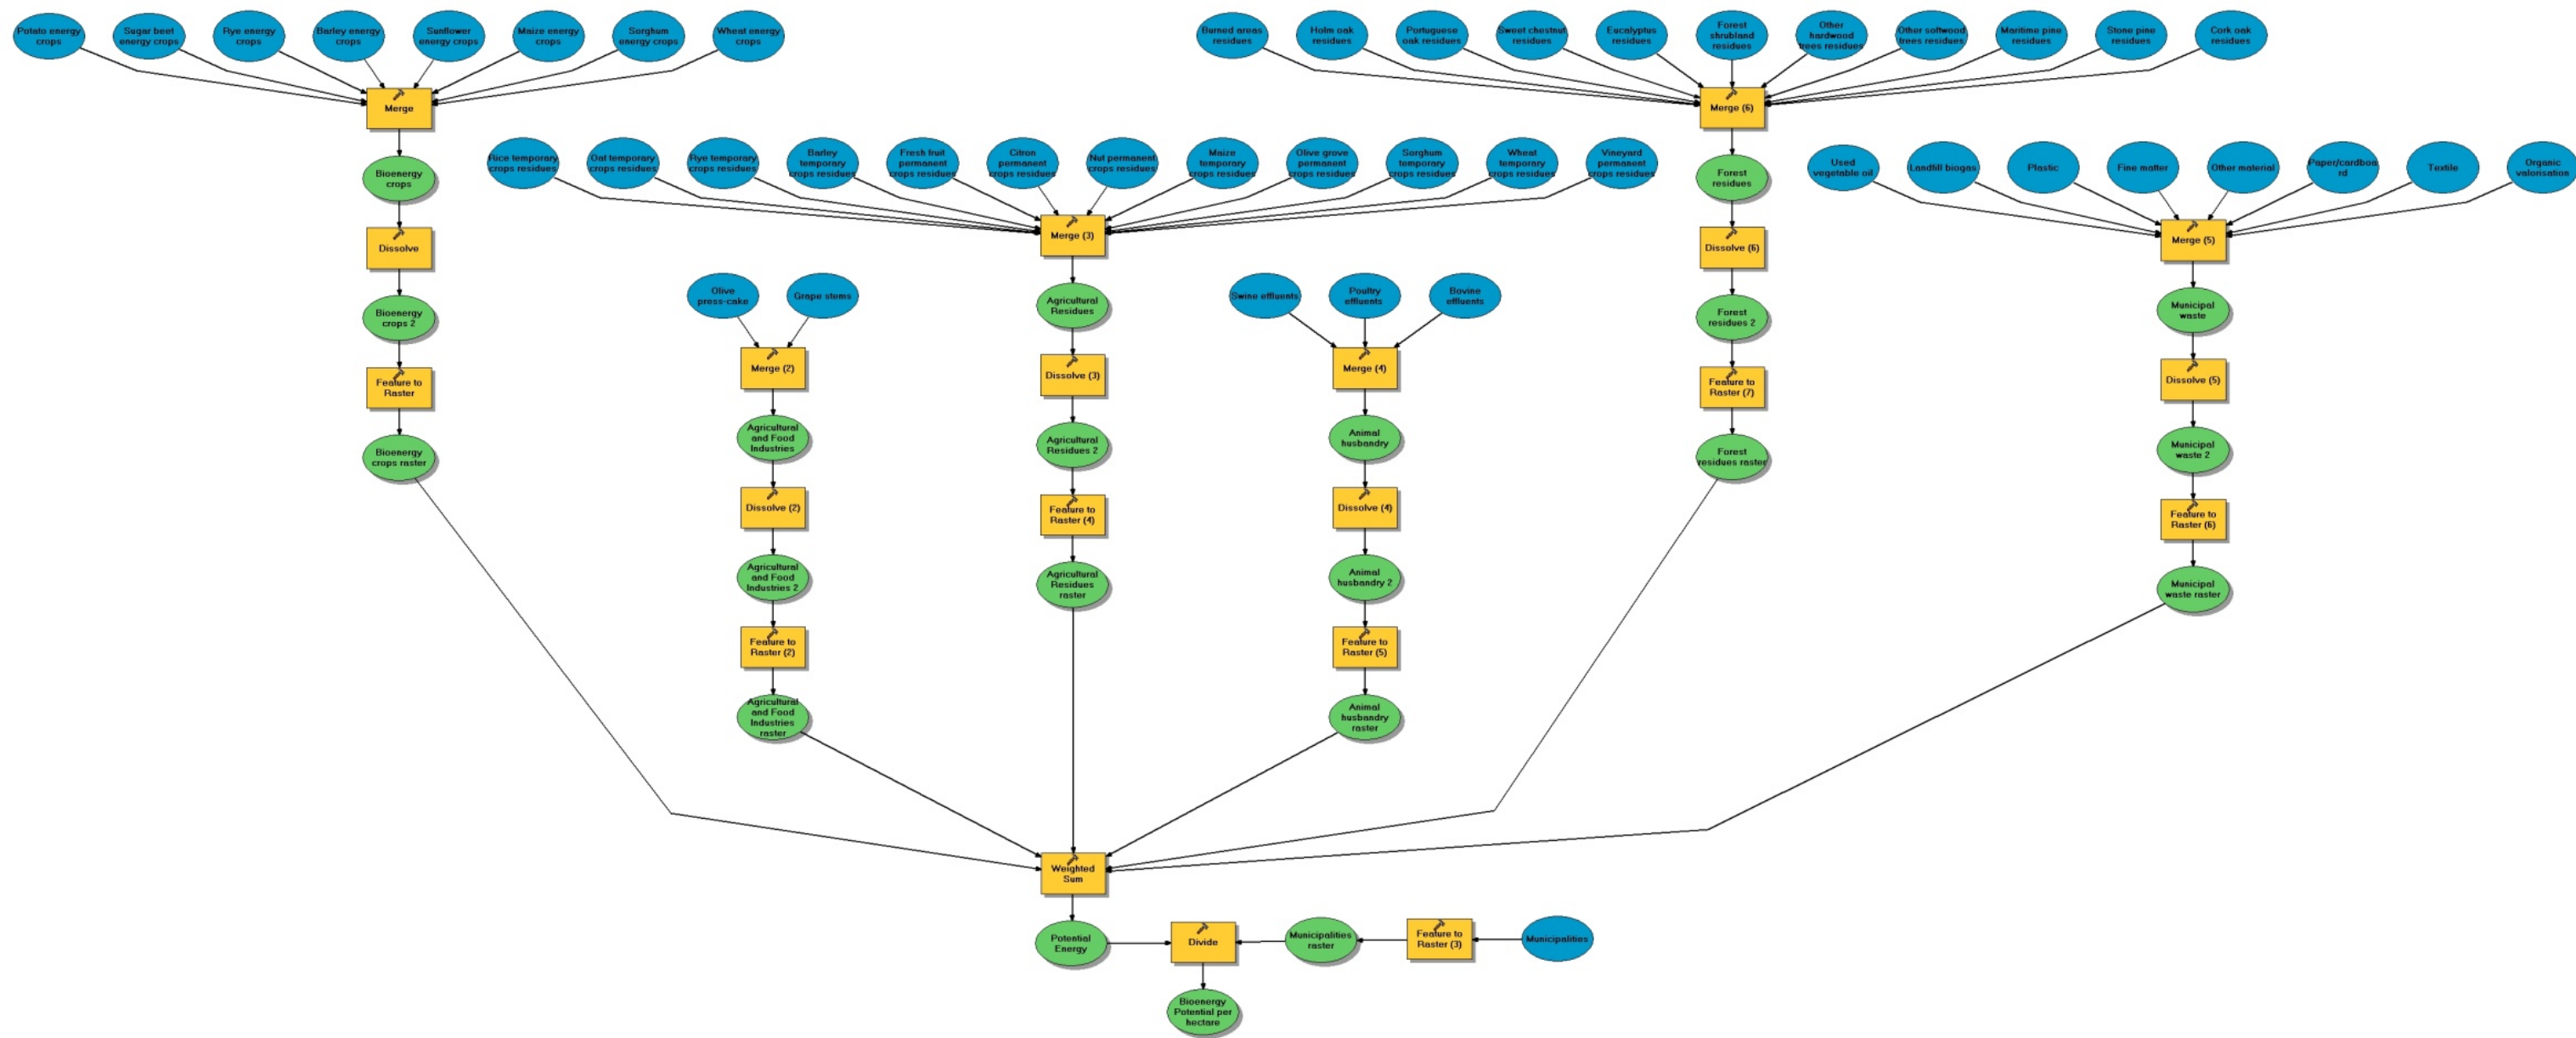 Potato energy
crops
Sugar beet
energy crops
Rye energy
crops
Barley energy
crops
Sunflower
energy crops
Maize energy
crops
Sorghum
energy crops
Wheat energy
crops
Burned areas
residues
Holm oak
residues
Portuguese
oak residues
Sweet chestnut
residues
Eucalyptus
residues
Forest
shrubland
residues
Other
hardwood
trees residues
Other softwood
trees residues
Maritime pine
residues
Stone pine
residues
Cork oak
residues
Merge
Merge (6)
Rice temporary
crops residues
Oat temporary
crops residues
Rye temporary
crops residues
Barley
temporary
crops residues
Fresh fruit
permanent
crops residues
Citron
permanent
crops residues
Nut permanent
crops residues
Maize
temporary
crops residues
Olive grove
permanent
crops residues
Sorghum
temporary
crops residues
Wheat
temporary
crops residues
Vineyard
permanent
crops residues
Used
vegetable oil
Landfill biogas
Plastic
Fine matter
Other material
Paper/cardboa
rd
Textile
Organic
valorisation
Bioenergy
crops
Forest
residues
Merge (3)
Merge (5)
Dissolve
Dissolve (6)
Olive
press-cake
Grape stems
Agricultural
Residues
Swine effluents
Poultry
effluents
Bovine
effluents
Bioenergy
crops 2
Forest
residues 2
Municipal
waste
Merge (2)
Dissolve (3)
Merge (4)
Feature to
Raster
Feature to
Raster (7)
Dissolve (5)
Agricultural
and Food
Industries
Agricultural
Residues 2
Animal
husbandry
Bioenergy
crops raster
Forest
residues raster
Municipal
waste 2
Dissolve (2)
Feature to
Raster (4)
Dissolve (4)
Feature to
Raster (6)
Agricultural
and Food
Industries 2
Agricultural
Residues
raster
Animal
husbandry 2
Municipal
waste raster
Feature to
Raster (2)
Feature to
Raster (5)
Agricultural
and Food
Industries
raster
Animal
husbandry
raster
Weighted
Sum
Potential
Energy
Divide
Municipalities
raster
Feature to
Raster (3)
Municipalities
Bioenergy
Potential per
hectare